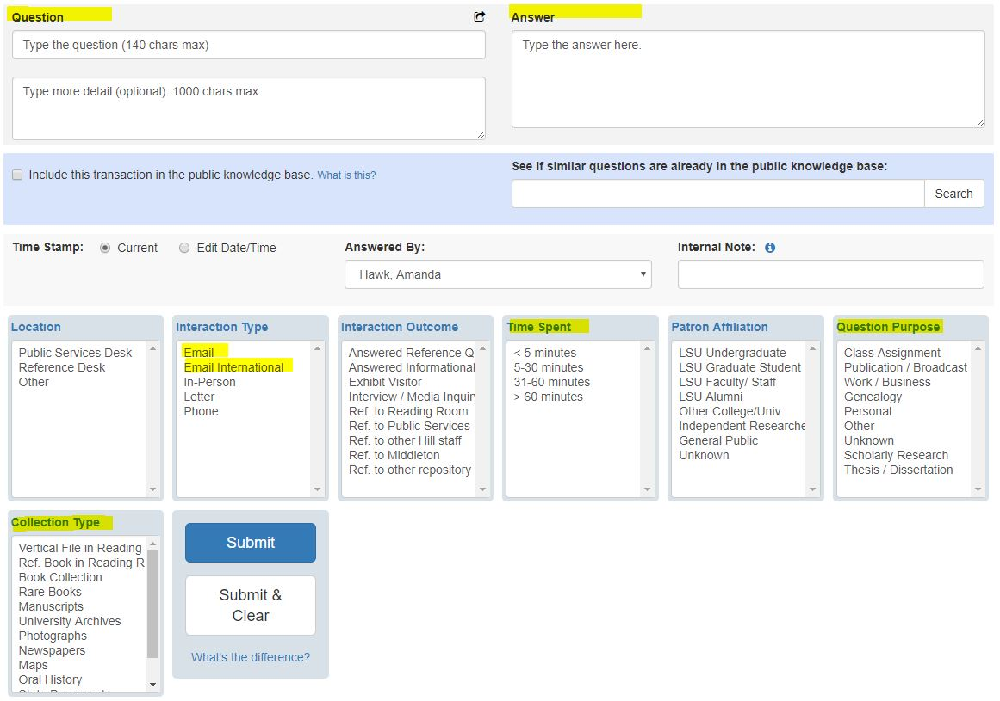 Question
Answer
Type the question (140 chars max)
Type the answer here.
Type more detail (optional). 1000 chars max.
Include this transaction in the public knowledge base. What is this?
See if similar questions are already in the public knowledge base:
Search
Time Stamp:
Current
Edit Date/Time
Answered By:
Hawk, Amanda
Internal Note:
Location
Public Services Desk
Reference Desk
Other
Interaction Type
Email
Email International
In-Person
Letter
Phone
Interaction Outcome
Answered Reference Q
Answered Informational
Exhibit Visitor
Interview / Media Inquir
Ref. to Reading Room
Ref. to Public Services
Ref. to other Hill staff
Ref. to Middleton
Ref. to other repository
Time Spent
< 5 minutes
5-30 minutes
31-60 minutes
> 60 minutes
Patron Affiliation
LSU Undergraduate
LSU Graduate Student
LSU Faculty/ Staff
LSU Alumni
Other College/Univ.
Independent Researche
General Public
Unknown
Question Purpose
Class Assignment
Publication / Broadcast
Work / Business
Genealogy
Personal
Other
Unknown
Scholarly Research
Thesis / Dissertation
Collection Type
Vertical File in Reading
Ref. Book in Reading R
Book Collection
Rare Books
Manuscripts
University Archives
Photographs
Newspapers
Maps
Oral History
State Documents
Submit
Submit &
Clear
What's the difference?